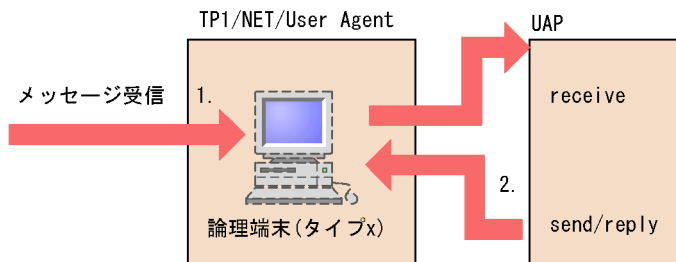 TP1/NET/User Agent
UAP
メッセージ受信
1.
receive
2.
論理端末(タイプx)
send/reply